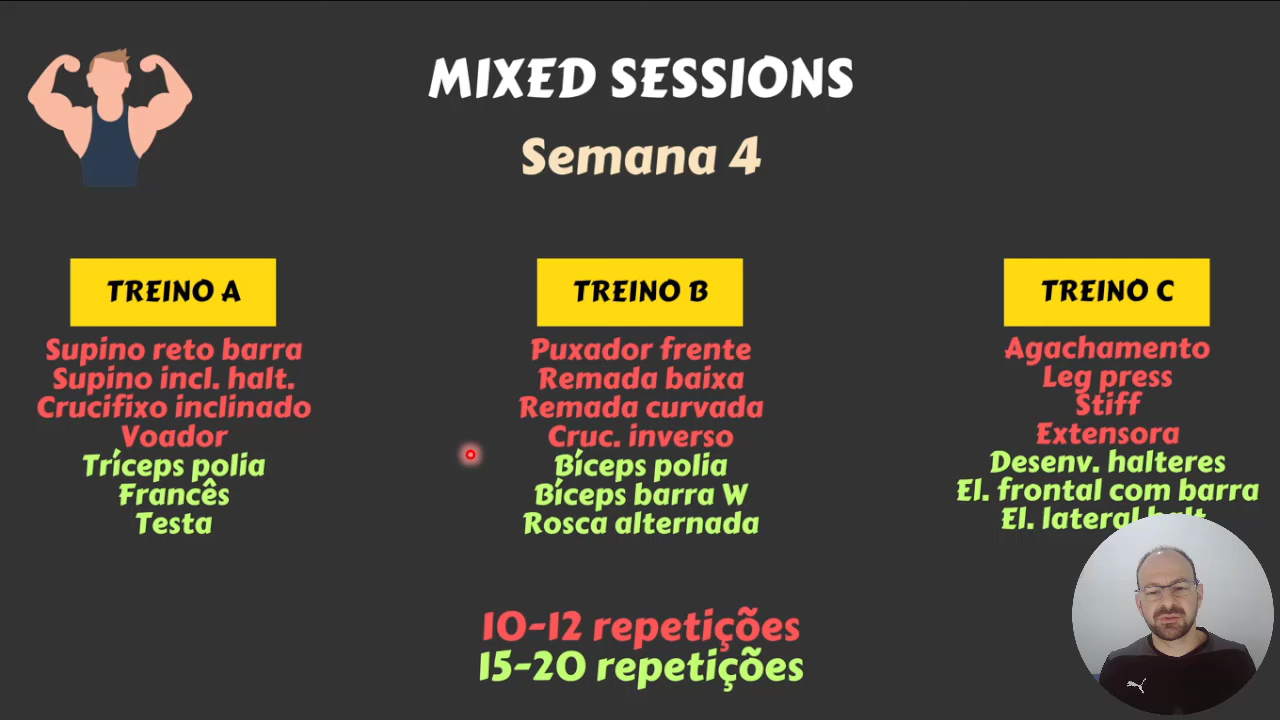 MIXED SESSIONS
Semana 4
TREINO A
Supino reto barra
Supino incl. halt.
Crucifixo inclinado
Voador
Tríceps polia
Francês
Testa
TREINO B
Puxador frente
Remada baixa
Remada curvada
Cruc. inverso
Bíceps polia
Bíceps barra W
Rosca alternada
TREINO C
Agachamento
Leg press
Stiff
Extensora
Desenv. halteres
El. frontal com barra
El. lateral halt.
10-12 repetições
15-20 repetições